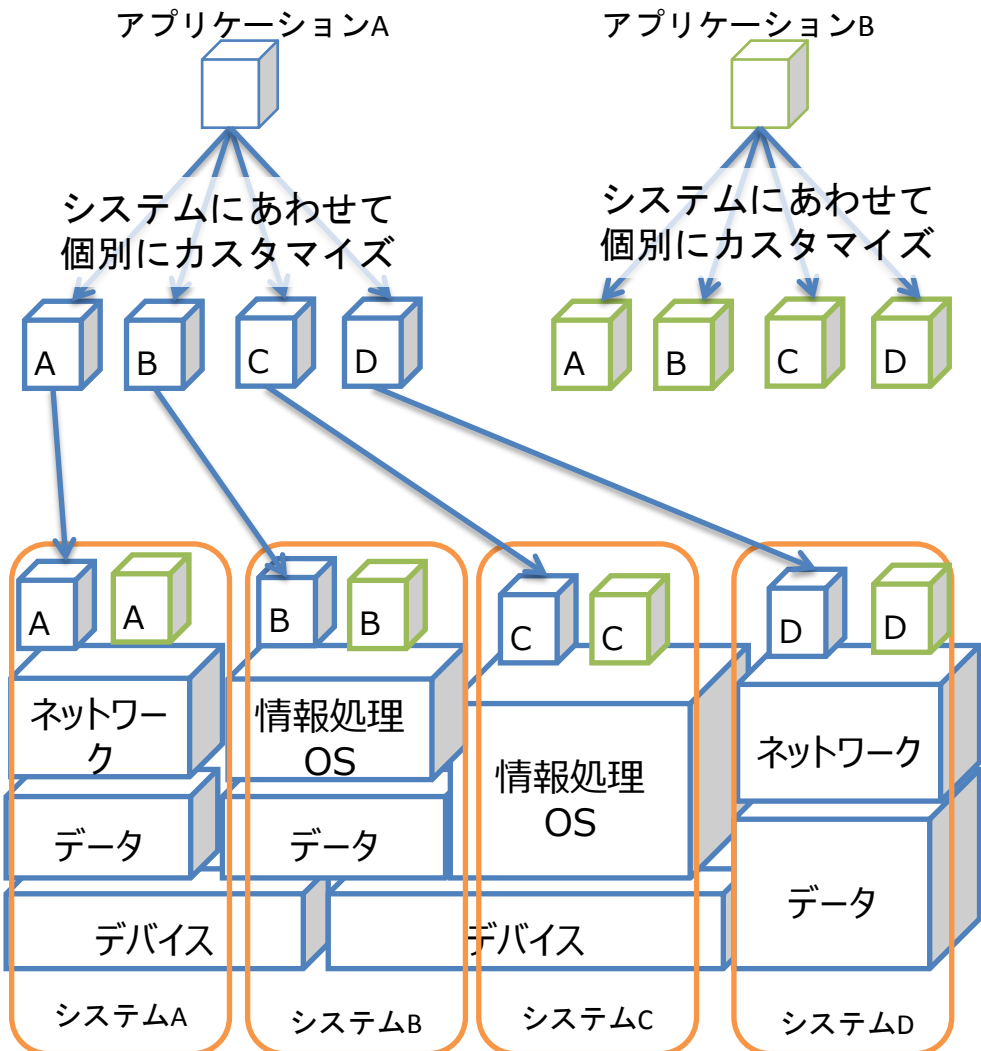 アプリケーションA
アプリケーションB
システムにあわせて
個別にカスタマイズ
システムにあわせて
個別にカスタマイズ
A
B
C
D
A
B
C
D
A
A
B
B
C
C
D
D
ネットワー
ク
情報処理
OS
情報処理
OS
ネットワーク
データ
データ
データ
デバイス
デバイス
システムA
システムB
システムC
システムD